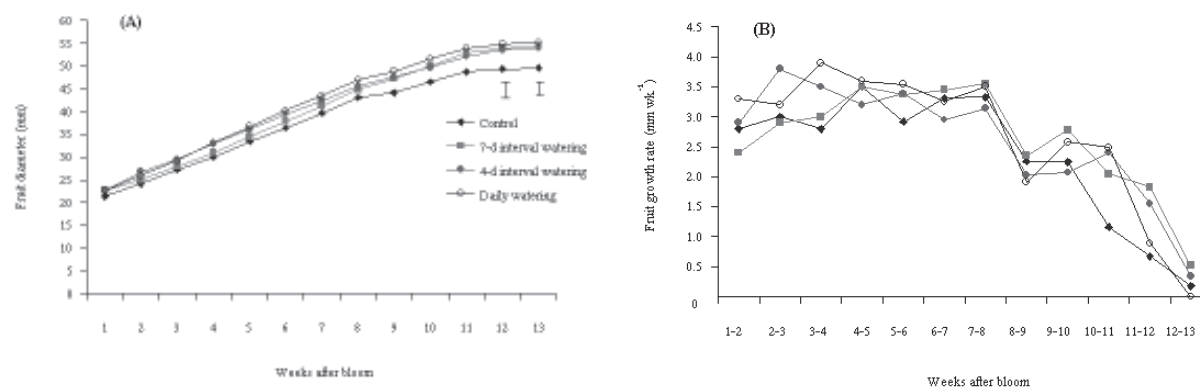 (A)
Fruit diameter (mm)
60
55
50
45
40
35
30
25
20
15
10
5
0
1 2 3 4 5 6 7 8 9 10 11 12 13
Weeks after bloom
Control
7-d interval watering
4-d interval watering
Daily watering
(B)
Fruit growth rate (mm wk⁻¹)
4.5
4.0
3.5
3.0
2.5
2.0
1.5
1.0
0.5
0
1-2 2-3 3-4 4-5 5-6 6-7 7-8 8-9 9-10 10-11 11-12 12-13
Weeks after bloom